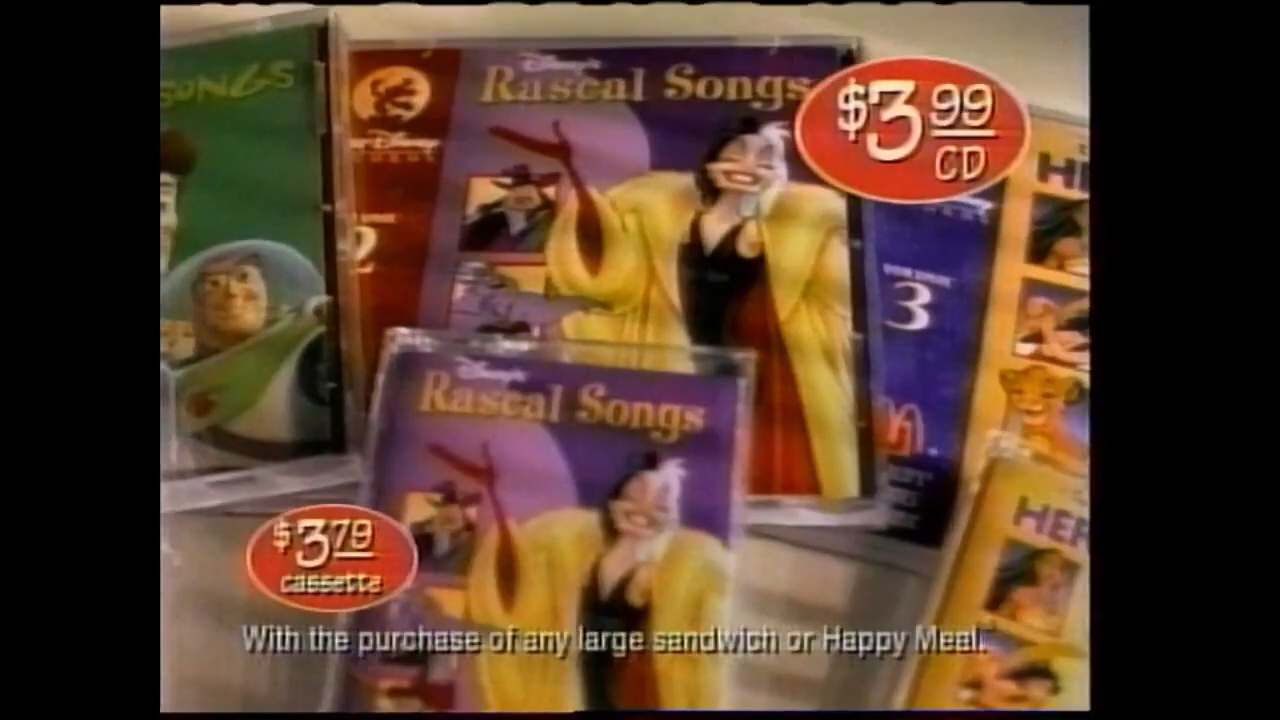 SONGS
Disney's
Rascal Songs
$3.99
CD
Disney
2
HE
3
Disney's
Rascal Songs
HER
$3.79
cassette
With the purchase of any large sandwich or Happy Meal.